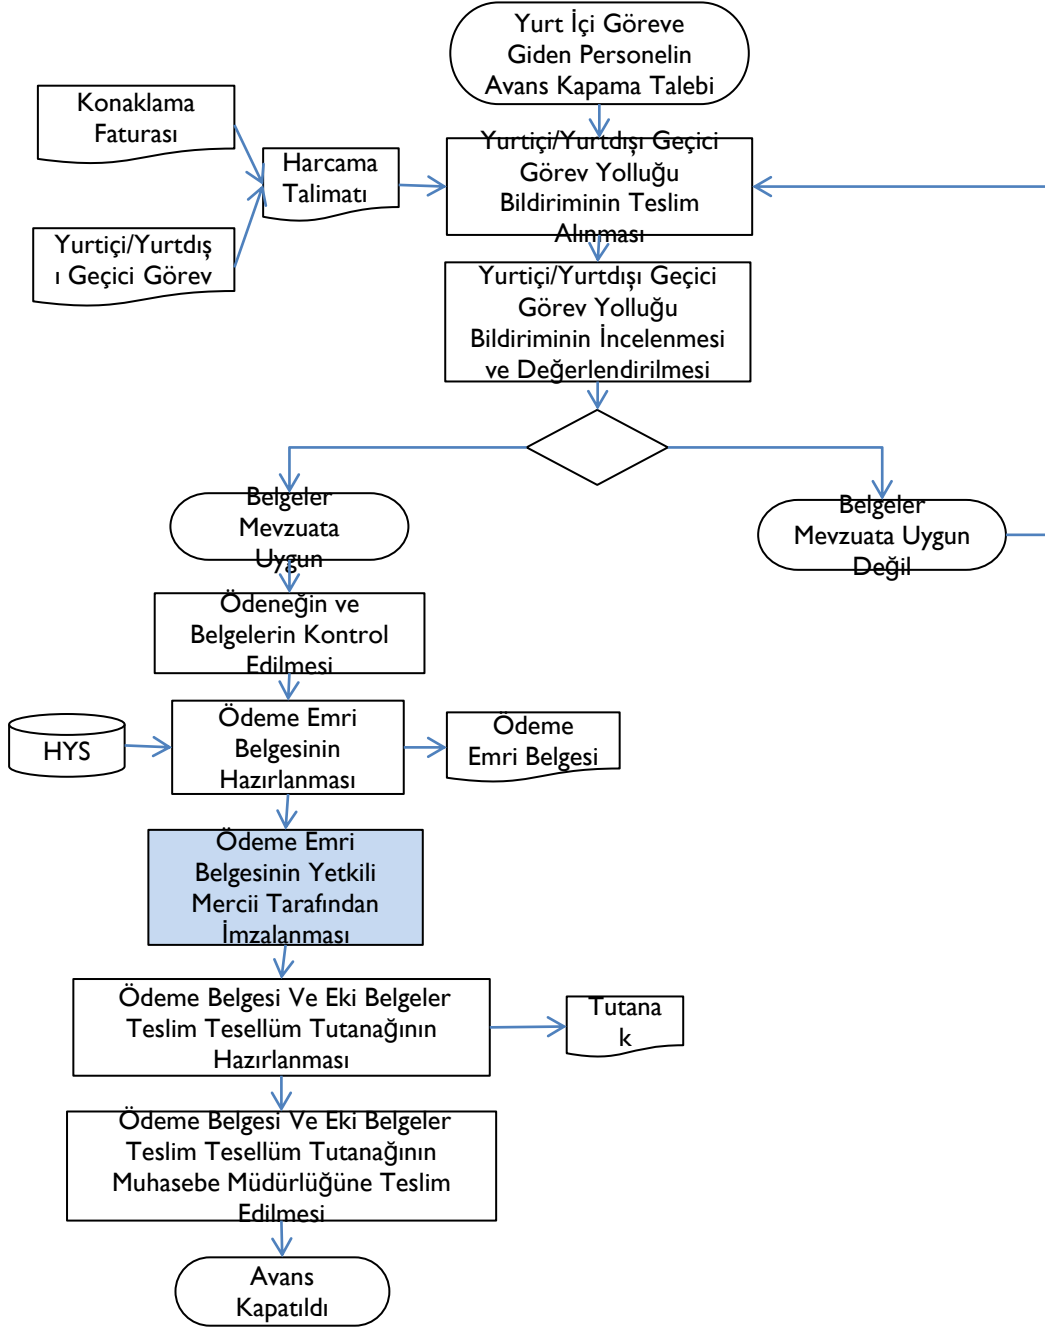 Yurt İçi Göreve
Giden Personelin
Avans Kapama Talebi
Konaklama
Faturası
Harcama
Talimatı
Yurtiçi/Yurtdış
ı Geçici Görev
Yurtiçi/Yurtdışı Geçici
Görev Yolluğu
Bildiriminin Teslim
Alınması
Yurtiçi/Yurtdışı Geçici
Görev Yolluğu
Bildiriminin İncelenmesi
ve Değerlendirilmesi
Belgeler
Mevzuata
Uygun
Belgeler
Mevzuata Uygun
Değil
Ödeneğin ve
Belgelerin Kontrol
Edilmesi
HYS
Ödeme Emri
Belgesinin
Hazırlanması
Ödeme
Emri Belgesi
Ödeme Emri
Belgesinin Yetkili
Mercii Tarafından
İmzalanması
Ödeme Belgesi Ve Eki Belgeler
Teslim Tesellüm Tutanağının
Hazırlanması
Tutana
k
Ödeme Belgesi Ve Eki Belgeler
Teslim Tesellüm Tutanağının
Muhasebe Müdürlüğüne Teslim
Edilmesi
Avans
Kapatıldı